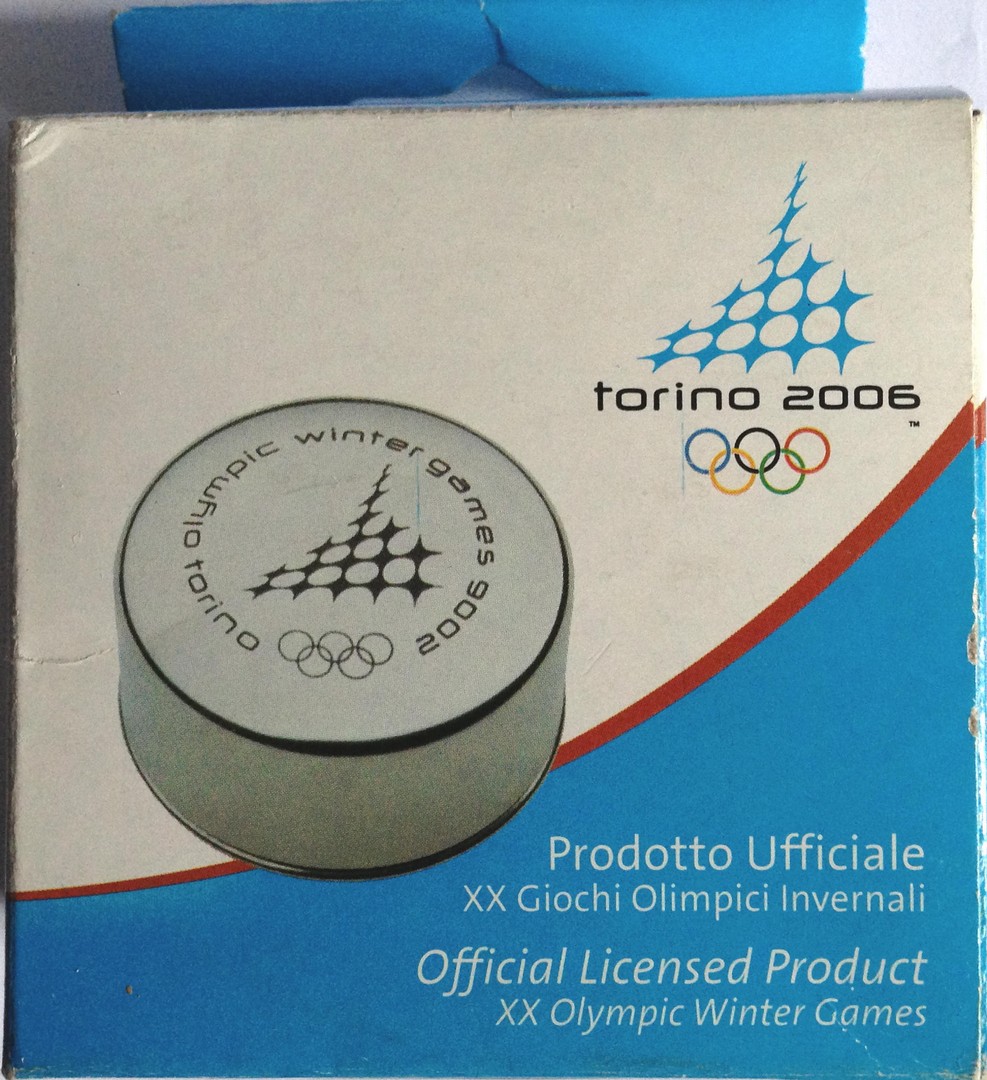 torino 2006
™
torino olympic winter games 2006
Prodotto Ufficiale
XX Giochi Olimpici Invernali
Official Licensed Product
XX Olympic Winter Games